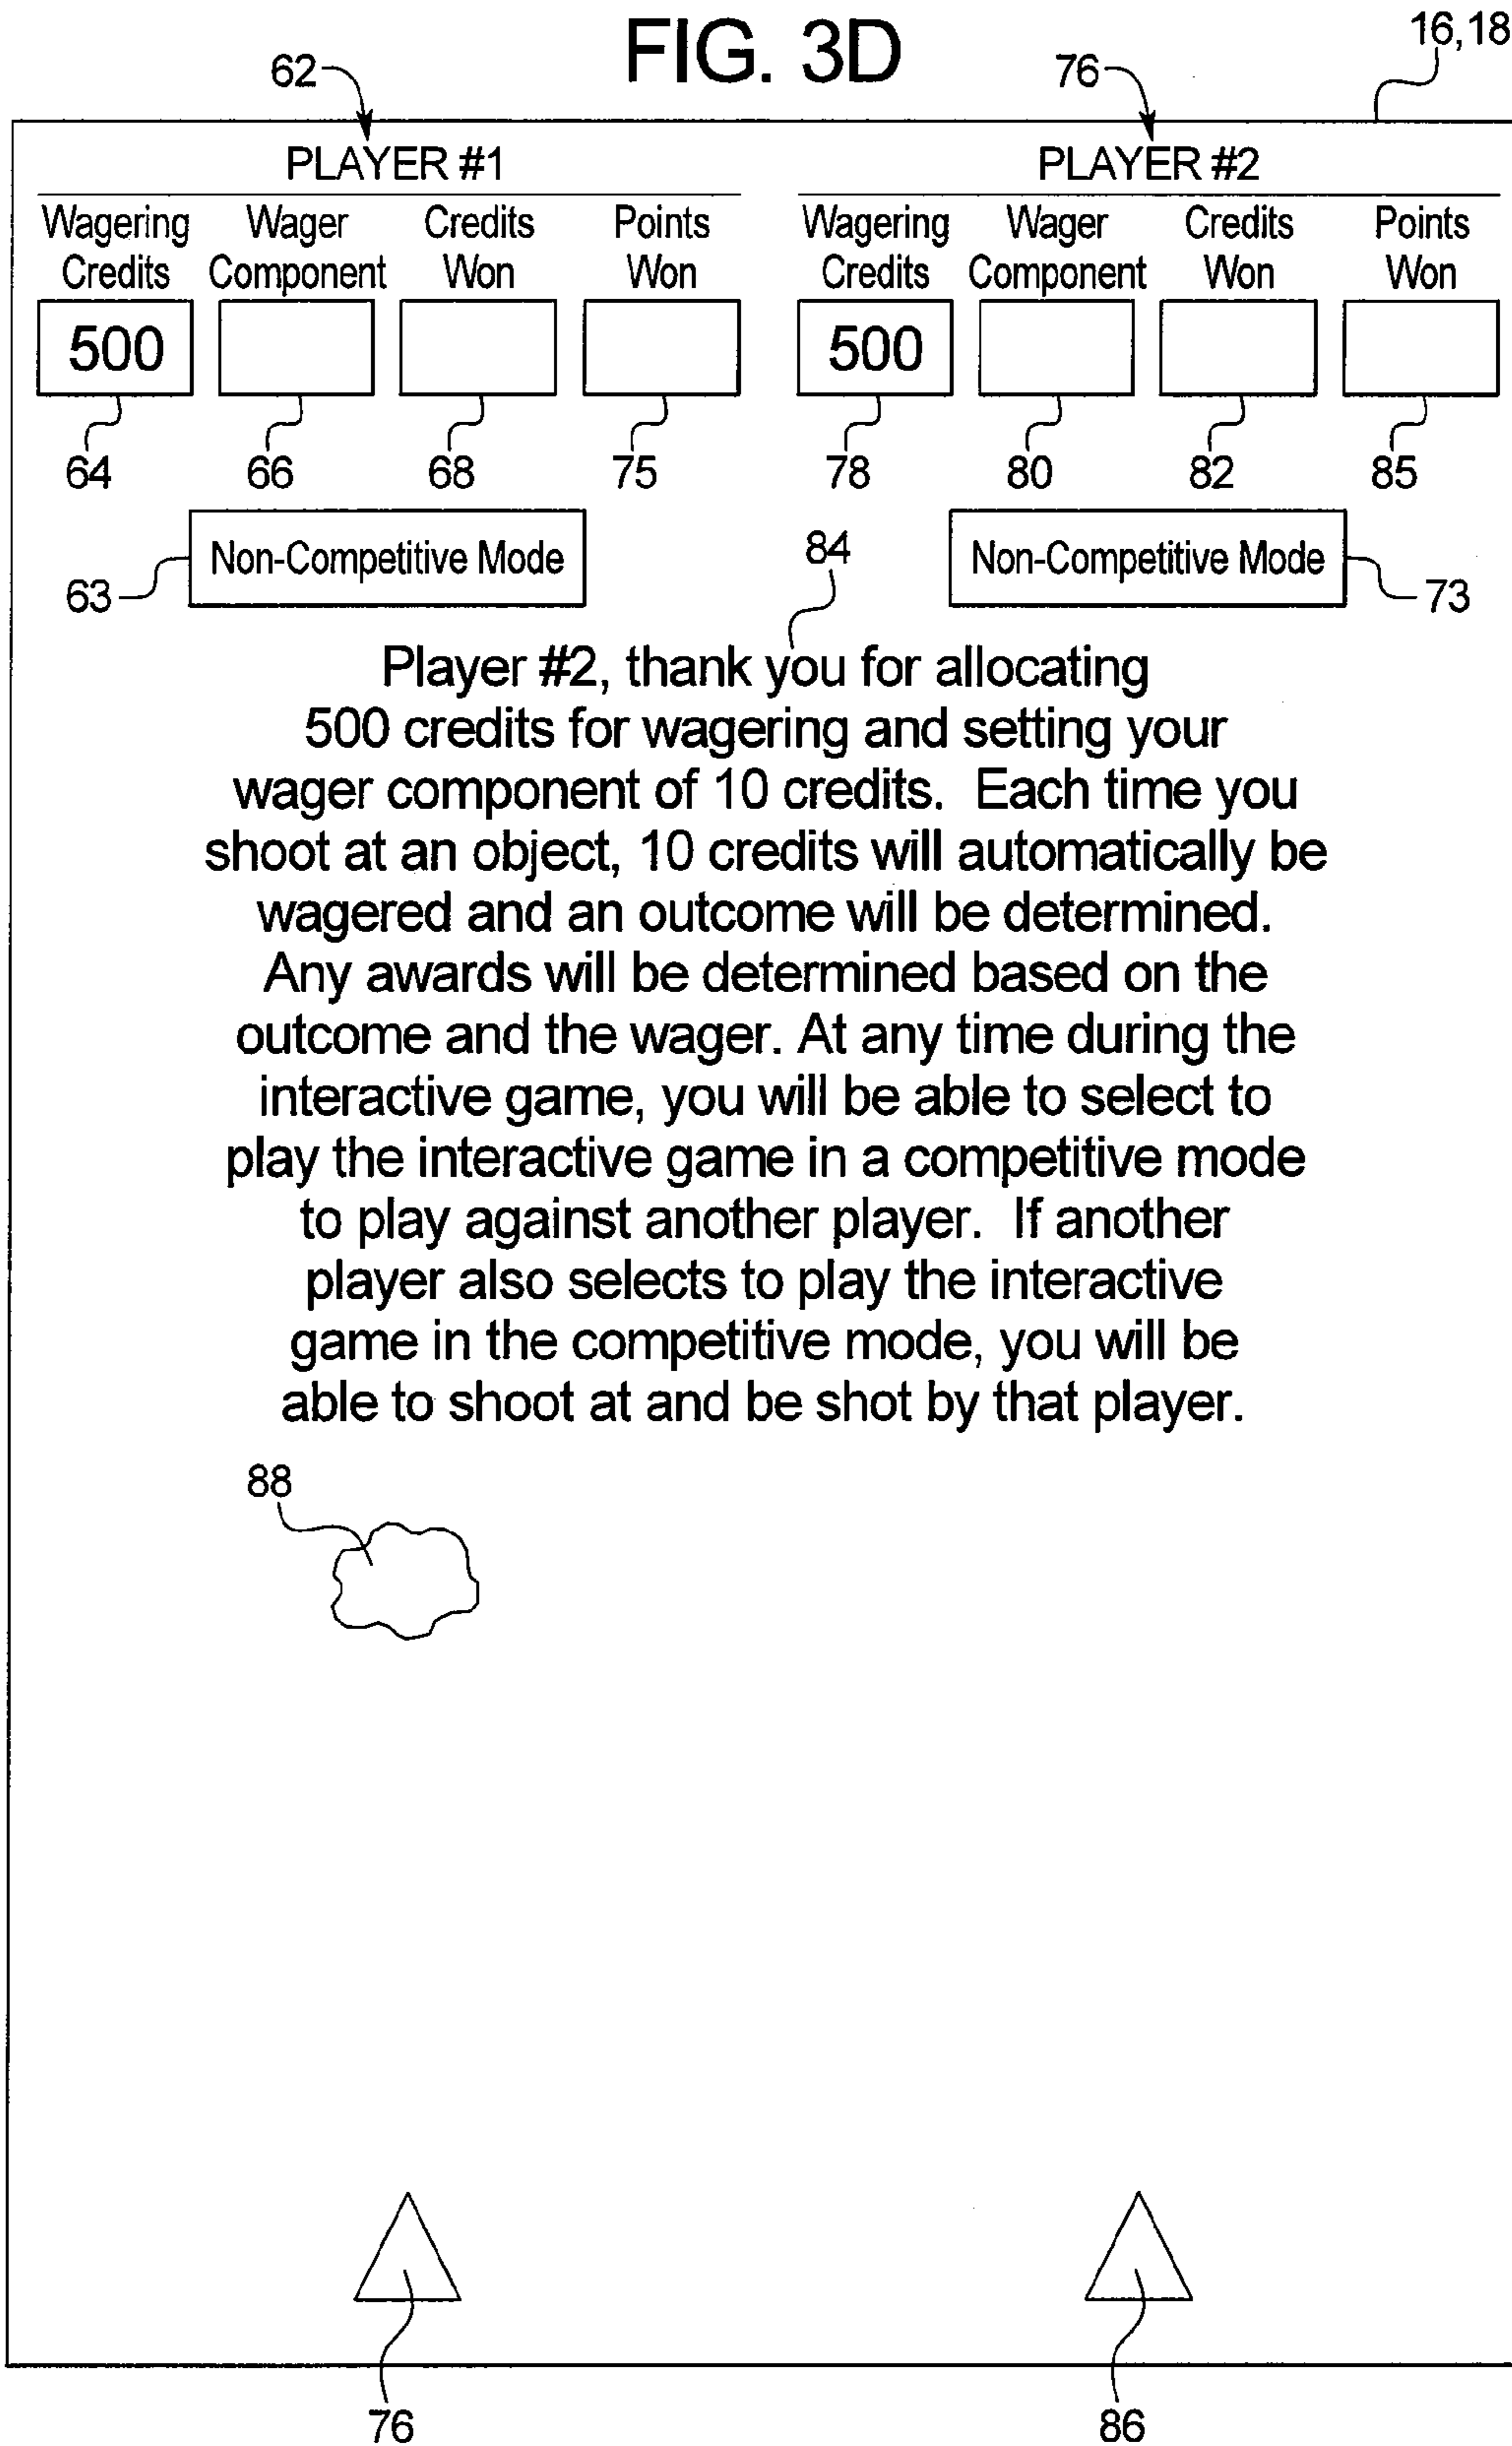 FIG. 3D
16,18
62
76
PLAYER #1
PLAYER #2
Wagering Wager Credits Points Wagering Wager Credits Points
Credits Component Won Won Credits Component Won Won
500 500
64 66 68 75 78 80 82 85
Non-Competitive Mode
84
Non-Competitive Mode
63
73
Player #2, thank you for allocating
500 credits for wagering and setting your
wager component of 10 credits. Each time you
shoot at an object, 10 credits will automatically be
wagered and an outcome will be determined.
Any awards will be determined based on the
outcome and the wager. At any time during the
interactive game, you will be able to select to
play the interactive game in a competitive mode
to play against another player. If another
player also selects to play the interactive
game in the competitive mode, you will be
able to shoot at and be shot by that player.
88
76 86